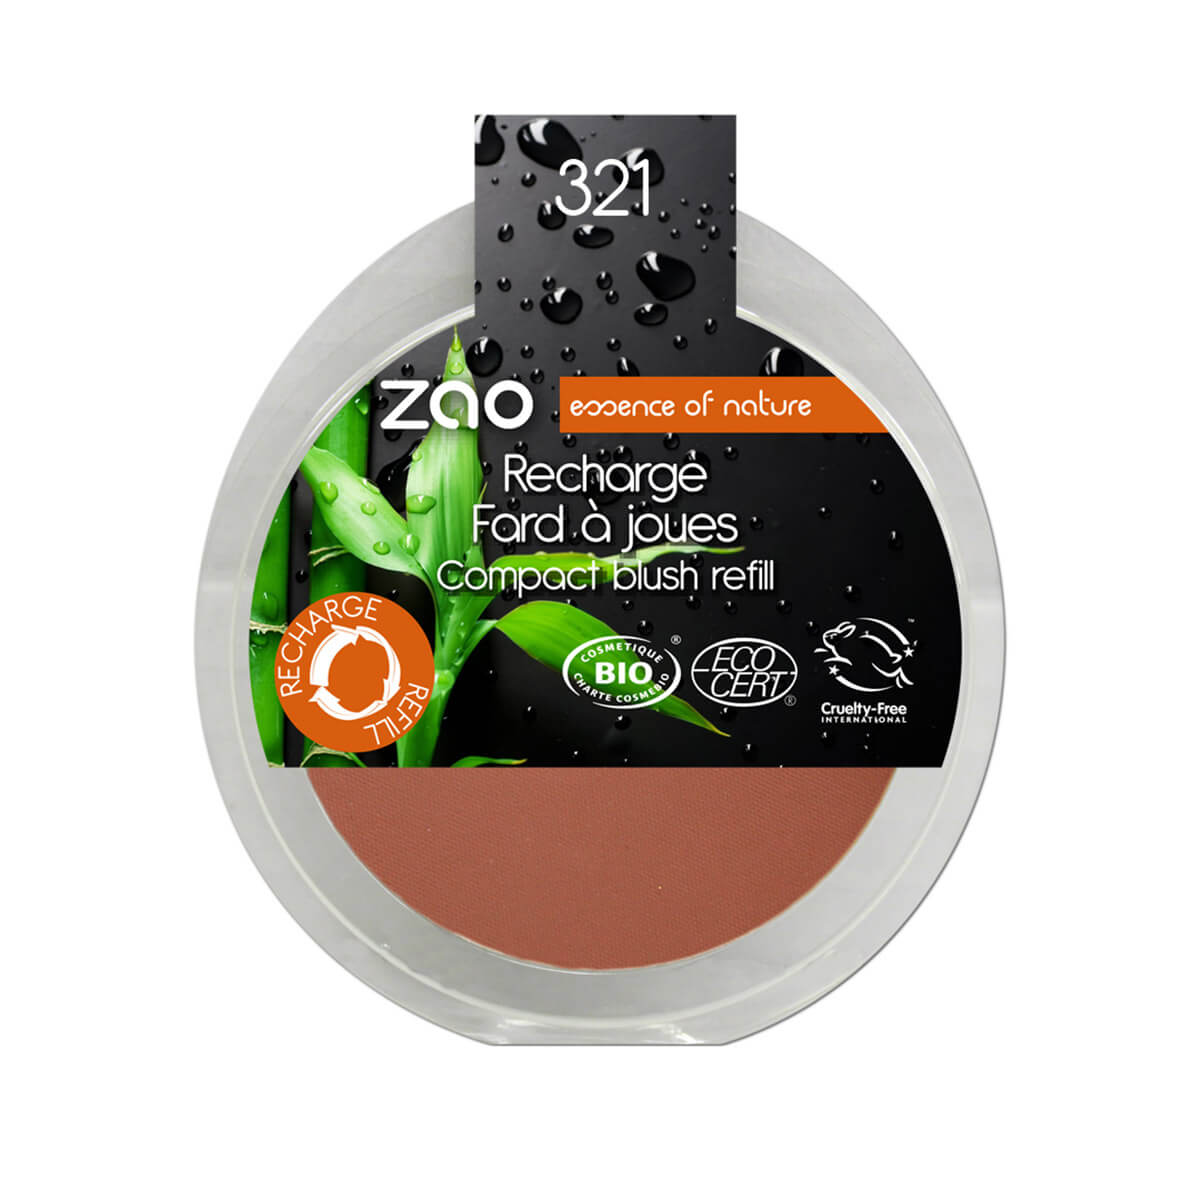 321
zao essence of nature
Recharge
Fard à joues
Compact blush refill
RECHARGE
REFILL
COSMETIQUE
BIO
CHARTE COSMEBIO
®
ECO
CERT
®
™
Cruelty-Free
INTERNATIONAL